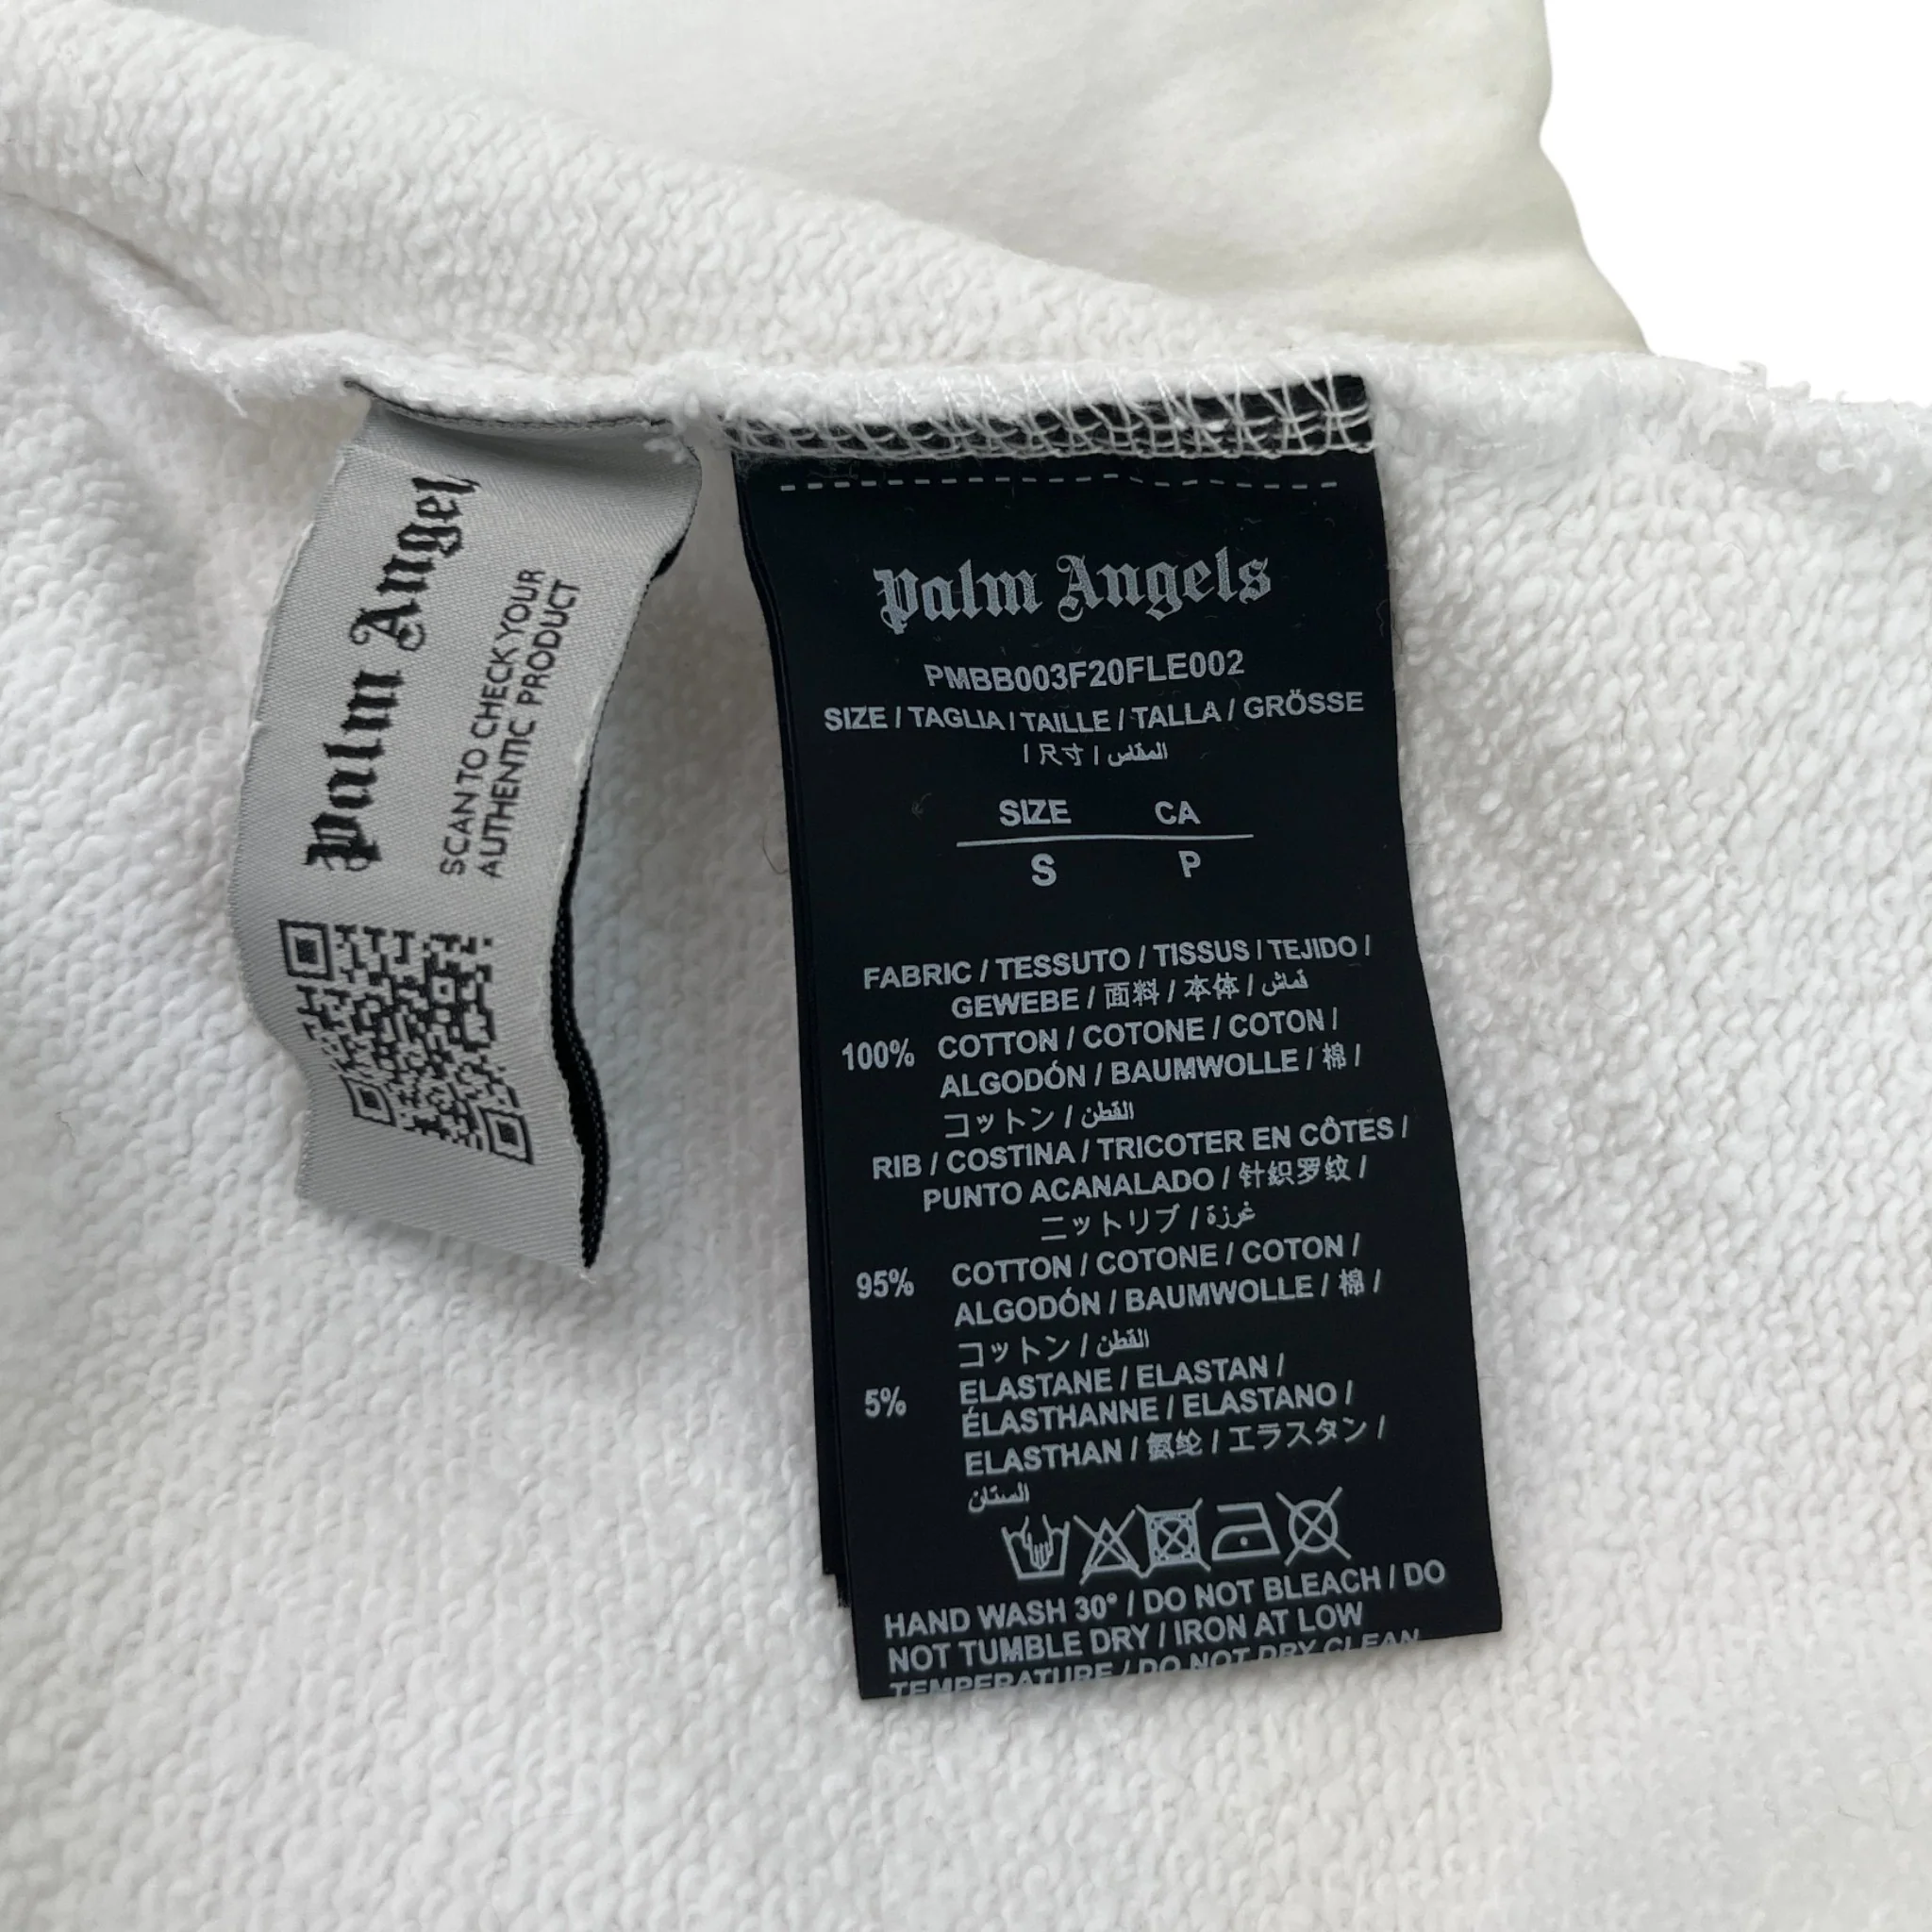 Palm Angels
SCAN TO CHECK YOUR
AUTHENTIC PRODUCT
Palm Angels
PMBB003F20FLE002
SIZE / TAGLIA / TAILLE / TALLA / GRÖSSE
/ 尺寸 / المقاس
SIZE CA
S P
FABRIC / TESSUTO / TISSUS / TEJIDO /
GEWEBE / 面料 / 本体 / قماش
100% COTTON / COTONE / COTON /
ALGODÓN / BAUMWOLLE / 棉 /
コットン / القطن
RIB / COSTINA / TRICOTER EN CÔTES /
PUNTO ACANALADO / 针织罗纹 /
ニットリブ / غرزة
95% COTTON / COTONE / COTON /
ALGODÓN / BAUMWOLLE / 棉 /
コットン / القطن
5% ELASTANE / ELASTAN /
ÉLASTHANNE / ELASTANO /
ELASTHAN / 氨纶 / エラスタン /
الستان
HAND WASH 30° / DO NOT BLEACH / DO
NOT TUMBLE DRY / IRON AT LOW
TEMPERATURE / DO NOT DRY CLEAN